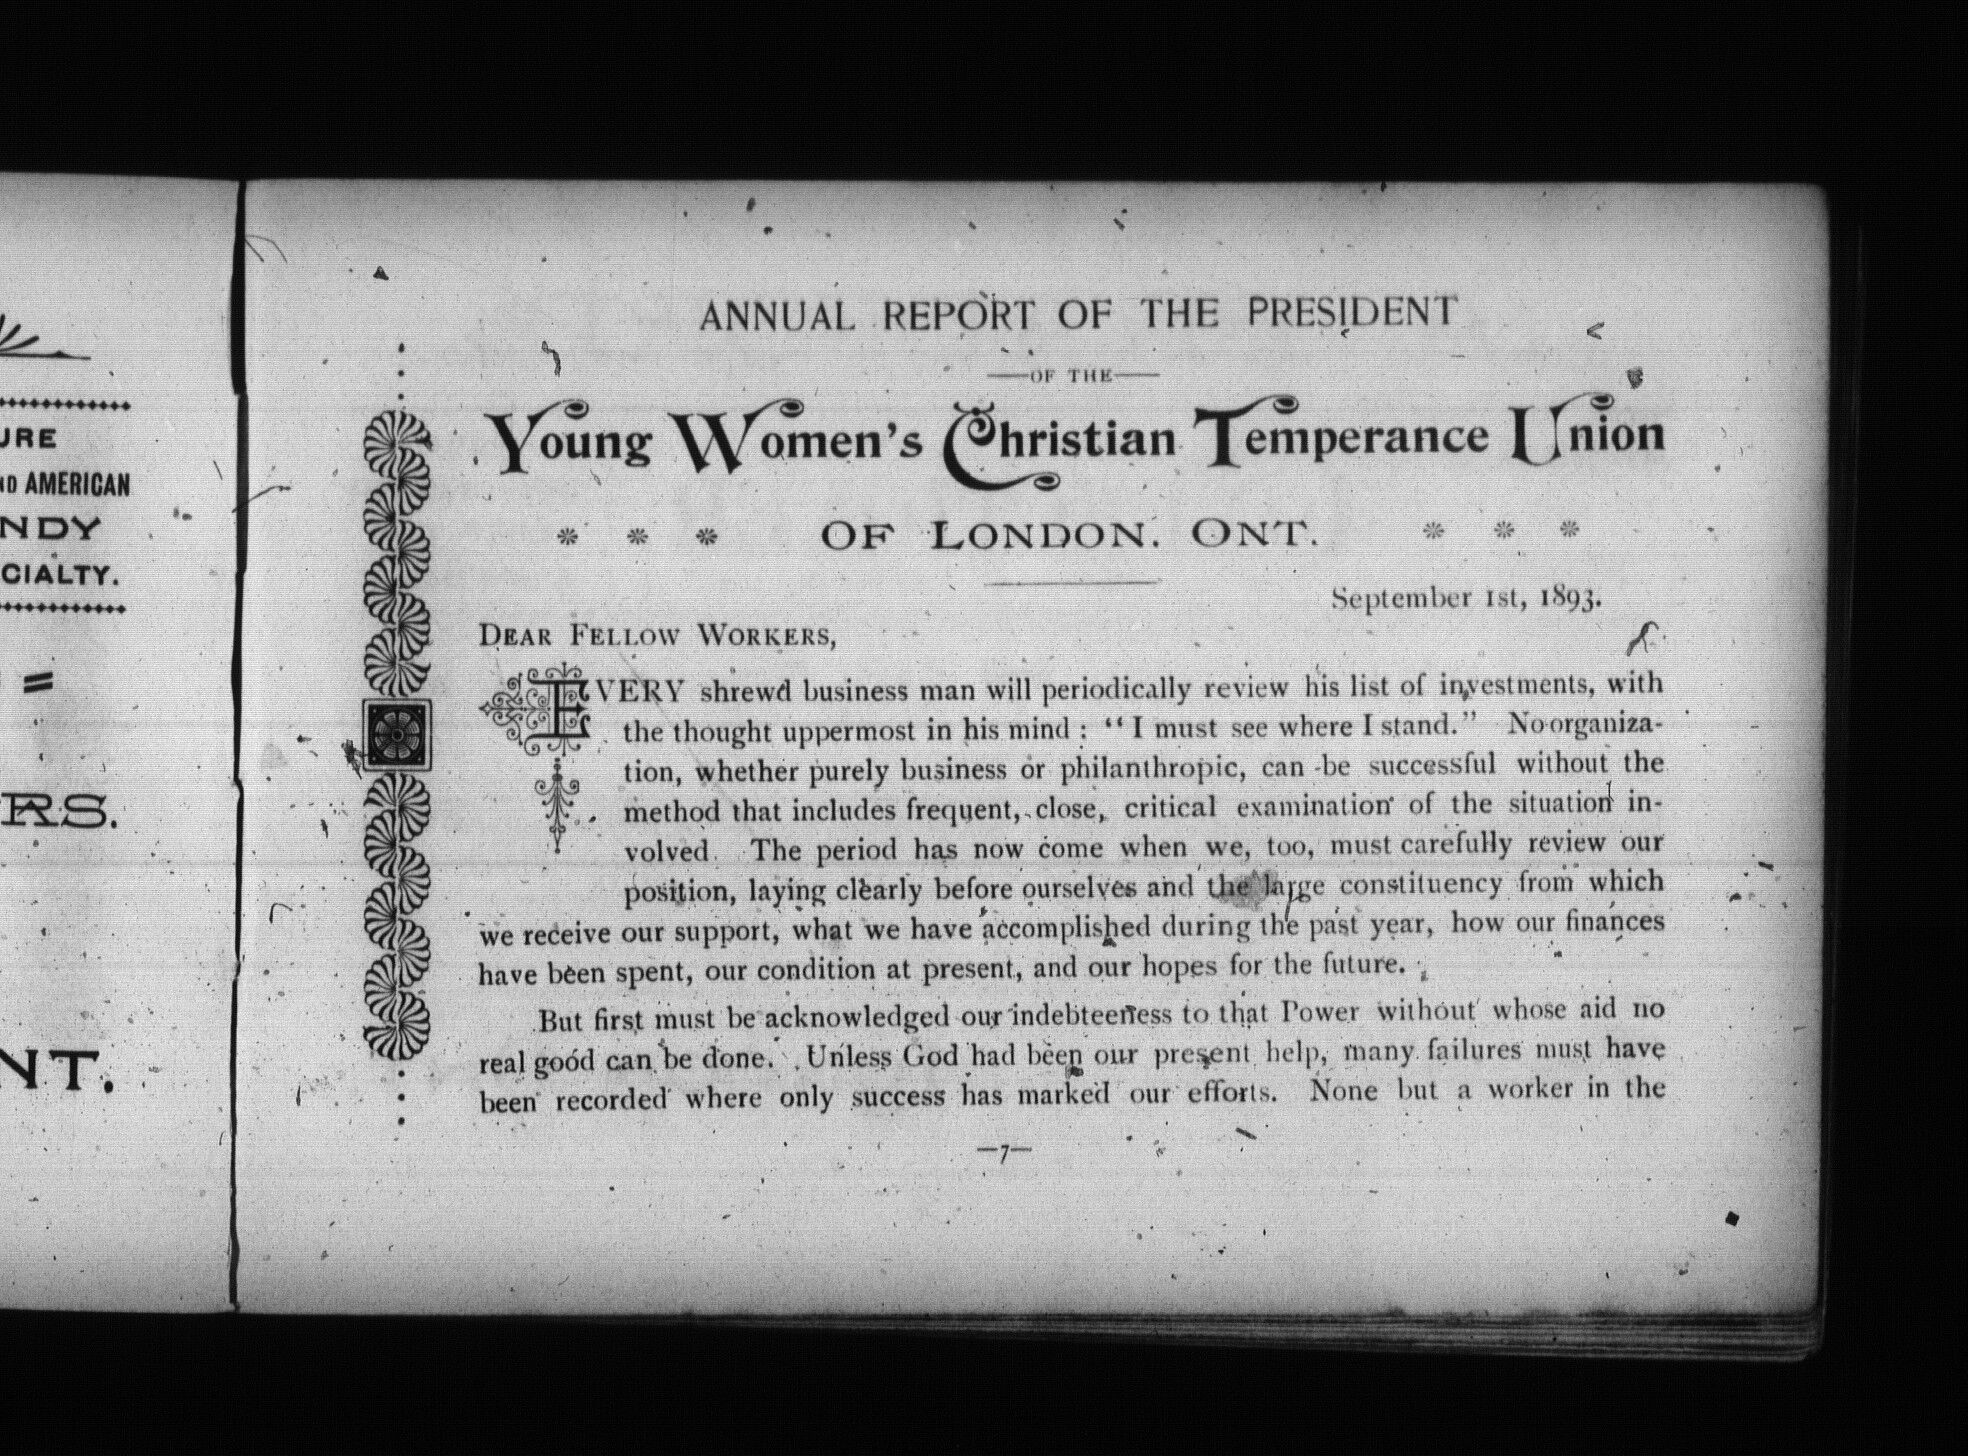 URE
ND AMERICAN
NDY
CIALTY.
RS.
NT.
ANNUAL REPORT OF THE PRESIDENT
—OF THE—
Young Women's Christian Temperance Union
OF LONDON. ONT.
September 1st, 1893.
DEAR FELLOW WORKERS,
EVERY shrewd business man will periodically review his list of investments, with
the thought uppermost in his mind : "I must see where I stand." No organiza-
tion, whether purely business or philanthropic, can be successful without the
method that includes frequent, close, critical examination of the situation in-
volved. The period has now come when we, too, must carefully review our
position, laying clearly before ourselves and the large constituency from which
we receive our support, what we have accomplished during the past year, how our finances
have been spent, our condition at present, and our hopes for the future.
But first must be acknowledged our indebteeness to that Power without whose aid no
real good can be done. Unless God had been our present help, many failures must have
been recorded where only success has marked our efforts. None but a worker in the
—7—